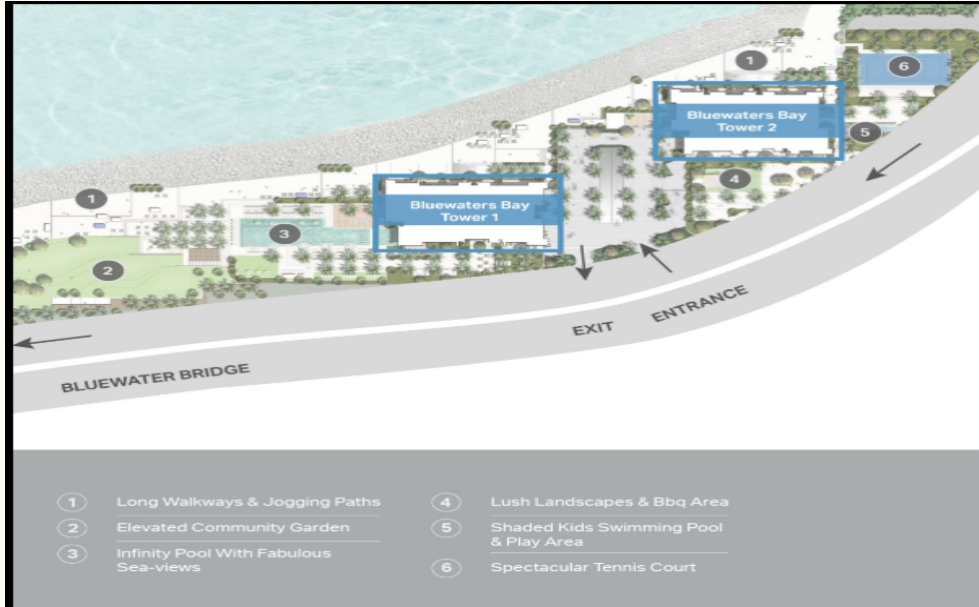 1
6
Bluewaters Bay
Tower 2
5
4
1
Bluewaters Bay
Tower 1
3
2
EXIT
ENTRANCE
BLUEWATER BRIDGE
1 Long Walkways & Jogging Paths
2 Elevated Community Garden
3 Infinity Pool With Fabulous
Sea-views
4 Lush Landscapes & Bbq Area
5 Shaded Kids Swimming Pool
& Play Area
6 Spectacular Tennis Court